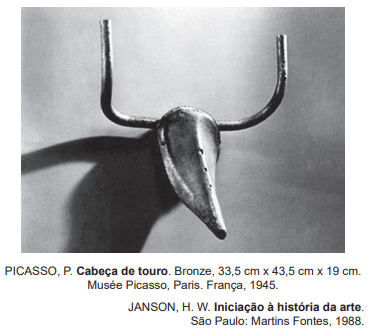 PICASSO, P. Cabeça de touro. Bronze, 33,5 cm x 43,5 cm x 19 cm.
Musée Picasso, Paris. França, 1945.
JANSON, H. W. Iniciação à história da arte.
São Paulo: Martins Fontes, 1988.